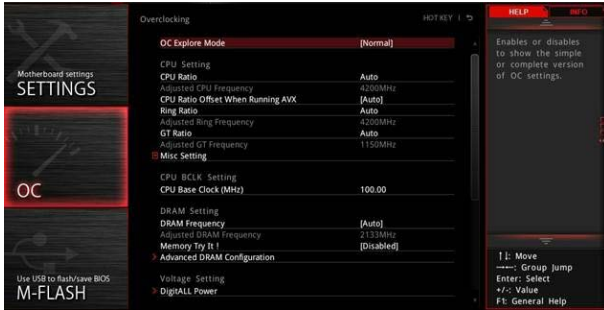 Overclocking
HOT KEY
HELP
INFO
Motherboard settings
SETTINGS
OC
Use USB to flash/save BIOS
M-FLASH
OC Explore Mode [Normal]
CPU Setting
CPU Ratio Auto
Adjusted CPU Frequency 4200MHz
CPU Ratio Offset When Running AVX [Auto]
Ring Ratio Auto
Adjusted Ring Frequency 4200MHz
GT Ratio Auto
Adjusted GT Frequency 1150MHz
Misc Setting
CPU BCLK Setting
CPU Base Clock (MHz) 100.00
DRAM Setting
DRAM Frequency [Auto]
Adjusted DRAM Frequency 2133MHz
Memory Try It ! [Disabled]
Advanced DRAM Configuration
Voltage Setting
DigitALL Power
Enables or disables
to show the simple
or complete version
of OC settings.
↑↓: Move
→←: Group Jump
Enter: Select
+/-: Value
F1: General Help